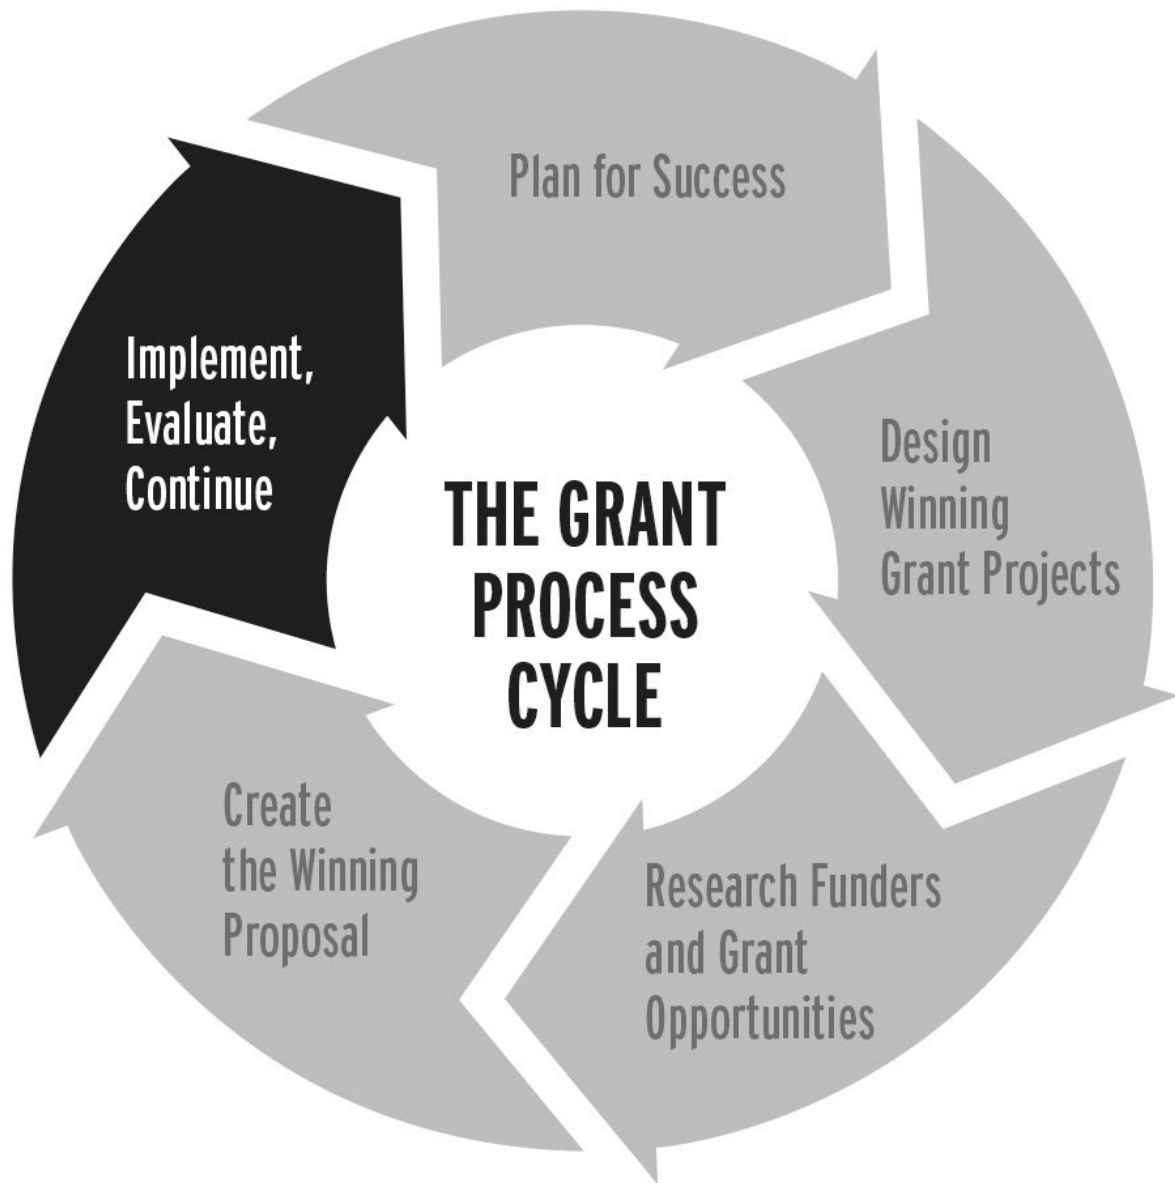 Plan for Success
Design
Winning
Grant Projects
Research Funders
and Grant
Opportunities
Create
the Winning
Proposal
Implement,
Evaluate,
Continue
THE GRANT
PROCESS
CYCLE